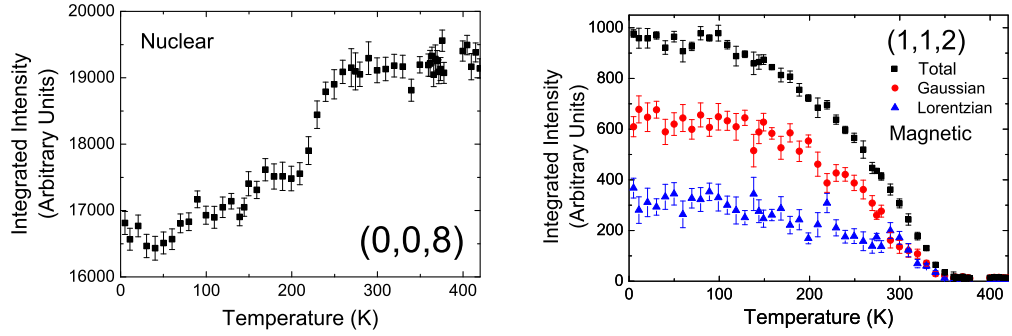 Nuclear
(0,0,8)
Integrated Intensity
(Arbitrary Units)
20000
19000
18000
17000
16000
0
100
200
300
400
Temperature (K)
(1,1,2)
Total
Gaussian
Lorentzian
Magnetic
Integrated Intensity
(Arbitrary Units)
1000
800
600
400
200
0
0
100
200
300
400
Temperature (K)